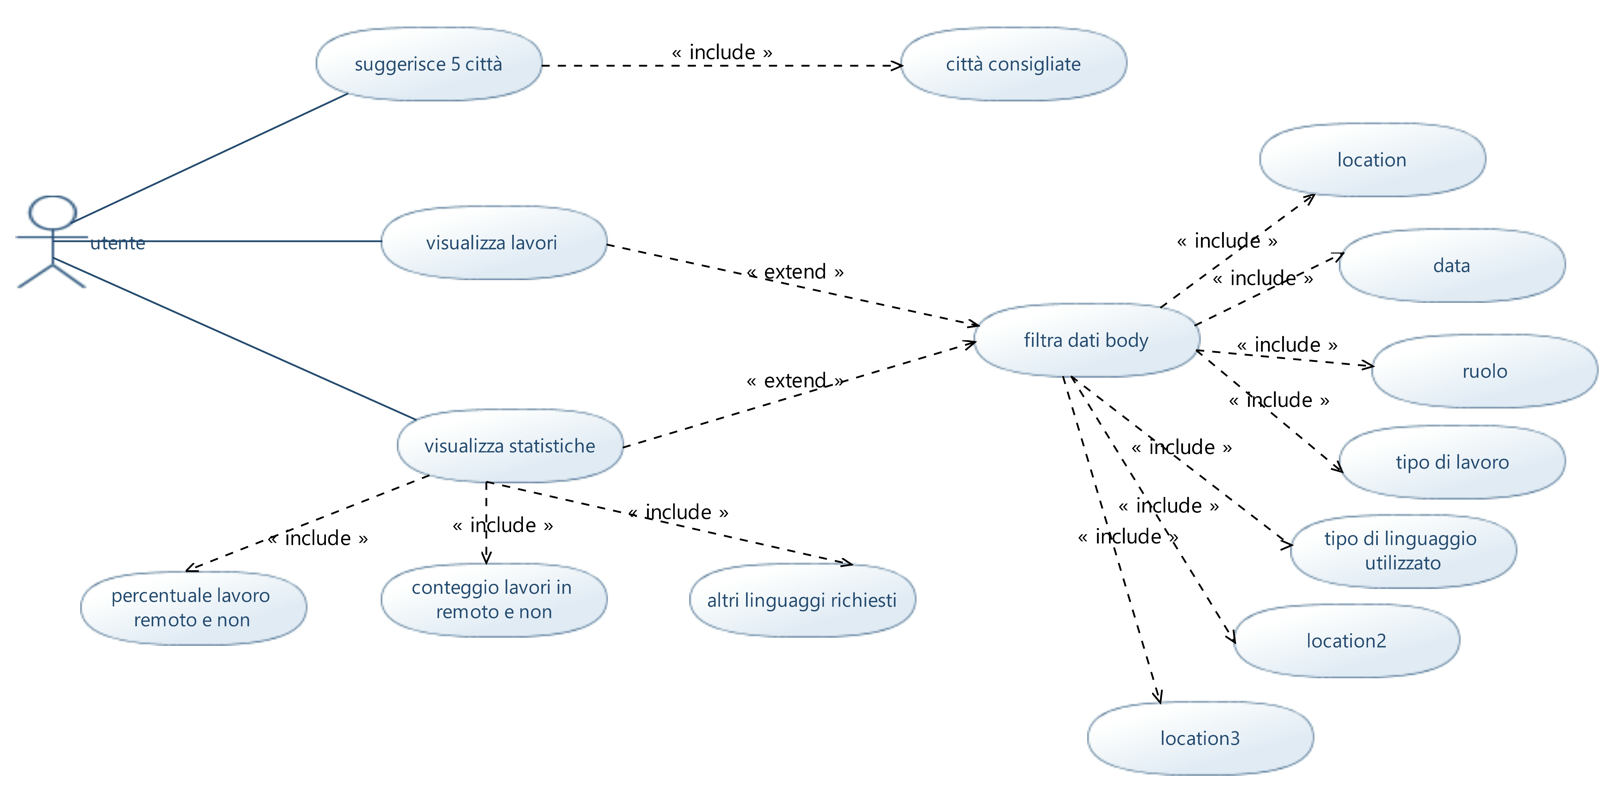 suggerisce 5 città
« include »
città consigliate
location
utente
visualizza lavori
« include »
data
« extend »
« include »
filtra dati body
« include »
ruolo
« extend »
« include »
visualizza statistiche
« include »
tipo di lavoro
« include »
« include »
« include »
« include »
« include »
tipo di linguaggio
utilizzato
percentuale lavoro
remoto e non
conteggio lavori in
remoto e non
altri linguaggi richiesti
« include »
location2
location3